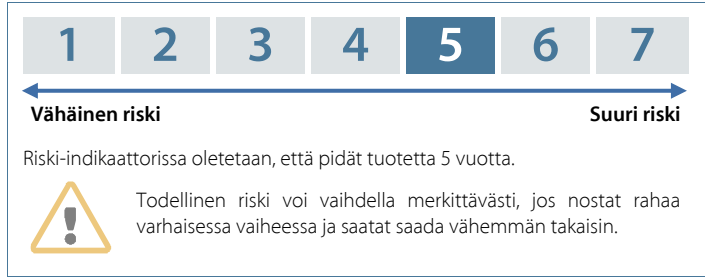 1 2 3 4 5 6 7
Vähäinen riski Suuri riski
Riski-indikaattorissa oletetaan, että pidät tuotetta 5 vuotta.
Todellinen riski voi vaihdella merkittävästi, jos nostat rahaa
varhaisessa vaiheessa ja saatat saada vähemmän takaisin.